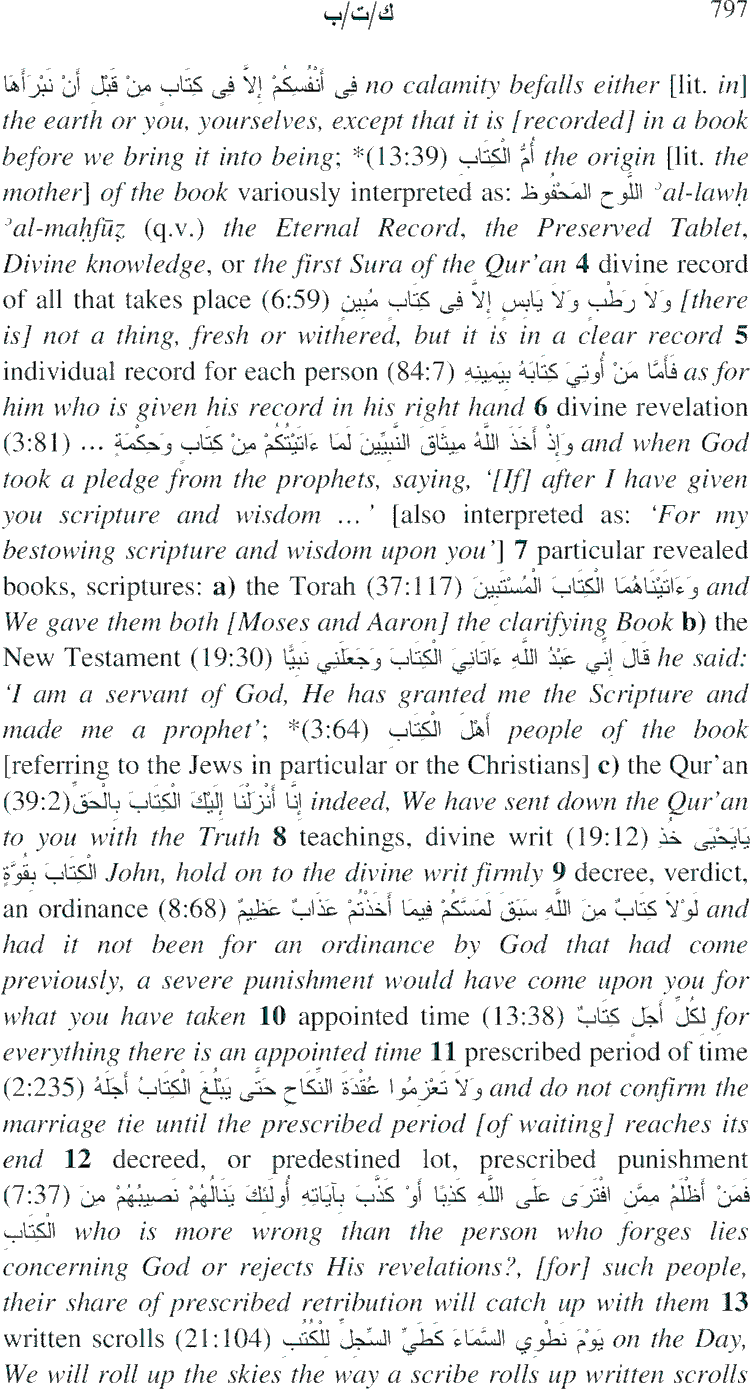 ك/ت/ب 797
فِى أَنْفُسِكُمْ إِلاَّ فِى كِتَابٍ مِنْ قَبْلِ أَنْ نَبْرَأَهَا no calamity befalls either [lit. in]
the earth or you, yourselves, except that it is [recorded] in a book
before we bring it into being; *(13:39) أُمُّ الْكِتَابِ the origin [lit. the
mother] of the book variously interpreted as: اللَّوح المَحْفُوظ ʾal-lawḥ
ʾal-maḥfūẓ (q.v.) the Eternal Record, the Preserved Tablet,
Divine knowledge, or the first Sura of the Qur'an 4 divine record
of all that takes place (6:59) وَلاَ رَطْبٍ وَلاَ يَابِسٍ إِلاَّ فِى كِتَابٍ مُبِينٍ [there
is] not a thing, fresh or withered, but it is in a clear record 5
individual record for each person (84:7) فَأَمَّا مَنْ أُوتِيَ كِتَابَهُ بِيَمِينِهِ as for
him who is given his record in his right hand 6 divine revelation
(3:81) وَإِذْ أَخَذَ اللَّهُ مِيثَاقَ النَّبِيِّينَ لَمَا ءَاتَيْتُكُمْ مِنْ كِتَابٍ وَحِكْمَةٍ ... and when God
took a pledge from the prophets, saying, ‘[If] after I have given
you scripture and wisdom ...’ [also interpreted as: ‘For my
bestowing scripture and wisdom upon you’] 7 particular revealed
books, scriptures: a) the Torah (37:117) وَءَاتَيْنَاهُمَا الْكِتَابَ الْمُسْتَبِينَ and
We gave them both [Moses and Aaron] the clarifying Book b) the
New Testament (19:30) قَالَ إِنِّي عَبْدُ اللَّهِ ءَاتَانِيَ الْكِتَابَ وَجَعَلَنِي نَبِيًّا he said:
‘I am a servant of God, He has granted me the Scripture and
made me a prophet’; *(3:64) أَهْلَ الْكِتَابِ people of the book
[referring to the Jews in particular or the Christians] c) the Qur'an
(39:2) إِنَّا أَنْزَلْنَا إِلَيْكَ الْكِتَابَ بِالْحَقِّ indeed, We have sent down the Qur'an
to you with the Truth 8 teachings, divine writ (19:12) يَايَحْيَى خُذِ
الْكِتَابَ بِقُوَّةٍ John, hold on to the divine writ firmly 9 decree, verdict,
an ordinance (8:68) لَوْلاَ كِتَابٌ مِنَ اللَّهِ سَبَقَ لَمَسَّكُمْ فِيمَا أَخَذْتُمْ عَذَابٌ عَظِيمٌ and
had it not been for an ordinance by God that had come
previously, a severe punishment would have come upon you for
what you have taken 10 appointed time (13:38) لِكُلِّ أَجَلٍ كِتَابٌ for
everything there is an appointed time 11 prescribed period of time
(2:235) وَلاَ تَعْزِمُوا عُقْدَةَ النِّكَاحِ حَتَّى يَبْلُغَ الْكِتَابُ أَجَلَهُ and do not confirm the
marriage tie until the prescribed period [of waiting] reaches its
end 12 decreed, or predestined lot, prescribed punishment
(7:37) فَمَنْ أَظْلَمُ مِمَّنِ افْتَرَى عَلَى اللَّهِ كَذِبًا أَوْ كَذَّبَ بِآيَاتِهِ أُولَئِكَ يَنَالُهُمْ نَصِيبُهُمْ مِنَ
الْكِتَابِ who is more wrong than the person who forges lies
concerning God or rejects His revelations?, [for] such people,
their share of prescribed retribution will catch up with them 13
written scrolls (21:104) يَوْمَ نَطْوِي السَّمَاءَ كَطَيِّ السِّجِلِّ لِلْكُتُبِ on the Day,
We will roll up the skies the way a scribe rolls up written scrolls